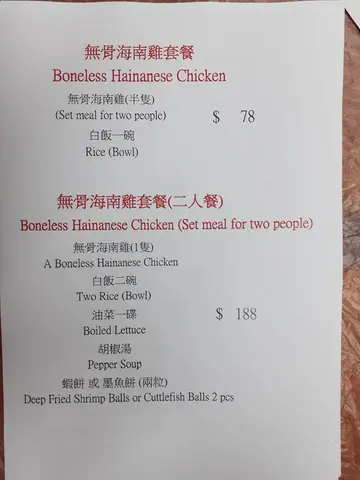 無骨海南雞套餐
Boneless Hainanese Chicken
無骨海南雞(半隻)
(Set meal for two people)
$ 78
白飯一碗
Rice (Bowl)
無骨海南雞套餐(二人餐)
Boneless Hainanese Chicken (Set meal for two people)
無骨海南雞(1隻)
A Boneless Hainanese Chicken
白飯二碗
Two Rice (Bowl)
油菜一碟
$ 188
Boiled Lettuce
胡椒湯
Pepper Soup
蝦餅 或 墨魚餅 (兩粒)
Deep Fried Shrimp Balls or Cuttlefish Balls 2 pcs